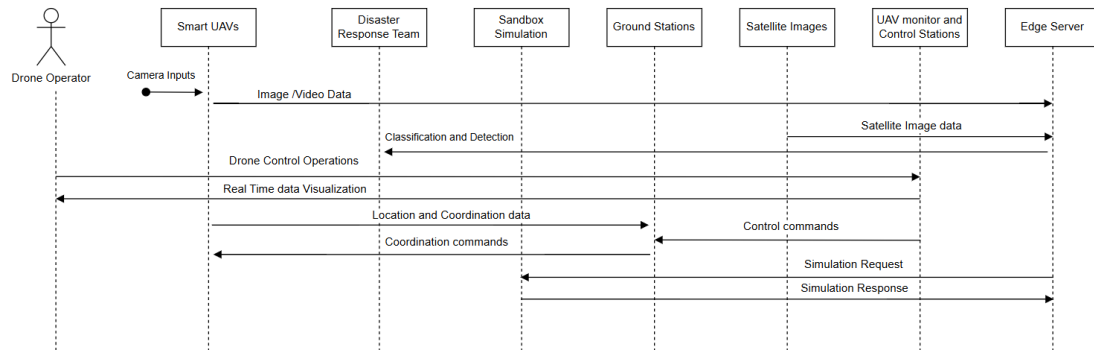 Smart UAVs
Disaster
Response Team
Sandbox
Simulation
Ground Stations
Satellite Images
UAV monitor and
Control Stations
Edge Server
Drone Operator
Camera Inputs
Image /Video Data
Satellite Image data
Classification and Detection
Drone Control Operations
Real Time data Visualization
Location and Coordination data
Control commands
Coordination commands
Simulation Request
Simulation Response